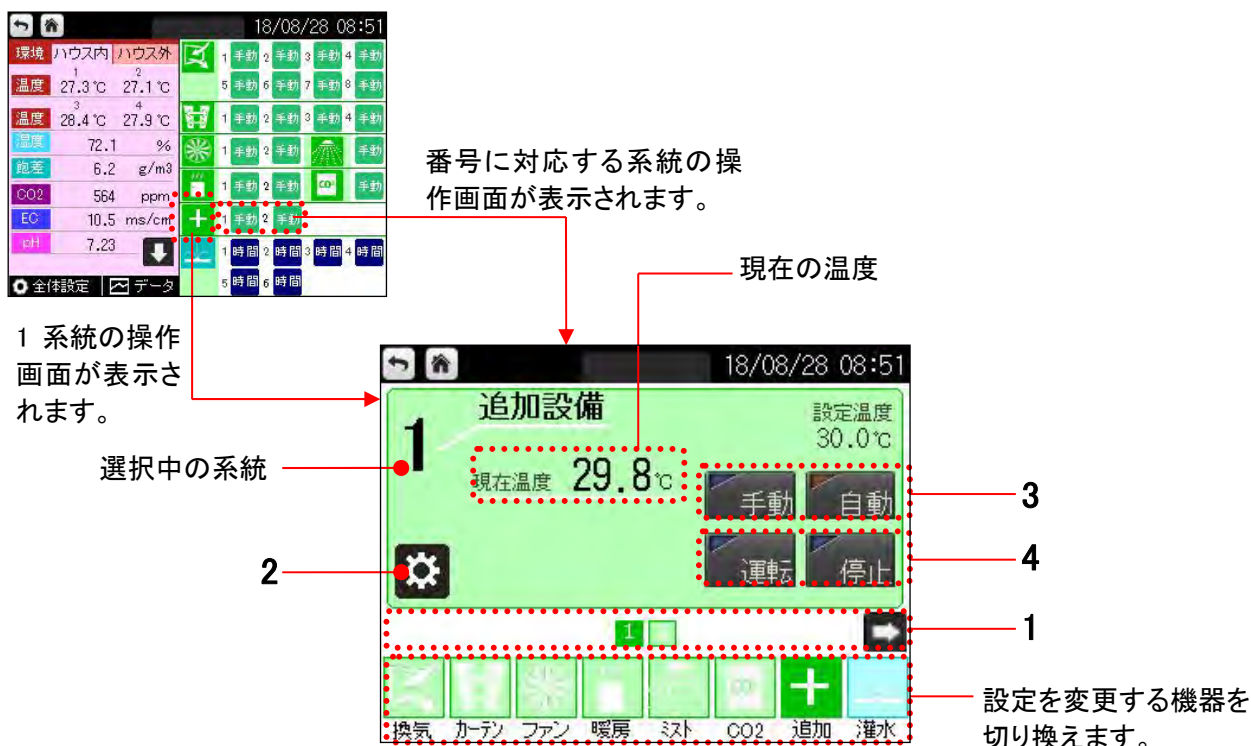 18/08/28 08:51
環境 ハウス内 ハウス外
1 手動 2 手動 3 手動 4 手動
1 2
温度 27.3℃ 27.1℃
5 手動 6 手動 7 手動 8 手動
3 4
温度 28.4℃ 27.9℃
1 手動 2 手動 3 手動 4 手動
湿度 72.1 %
1 手動 2 手動 手動
飽差 6.2 g/m3
CO2 564 ppm
1 手動 2 手動 CO² 手動
EC 10.5 ms/cm
1 手動 2 手動
pH 7.23
1 時間 2 時間 3 時間 4 時間
5 時間 6 時間
全体設定 データ
番号に対応する系統の操
作画面が表示されます。
現在の温度
1 系統の操作
画面が表示さ
れます。
選択中の系統
18/08/28 08:51
1 追加設備
設定温度
30.0℃
現在温度 29.8℃
手動 自動
3
運転 停止
4
2
1
1
換気 カーテン ファン 暖房 ミスト CO2 追加 灌水
設定を変更する機器を
切り換えます。